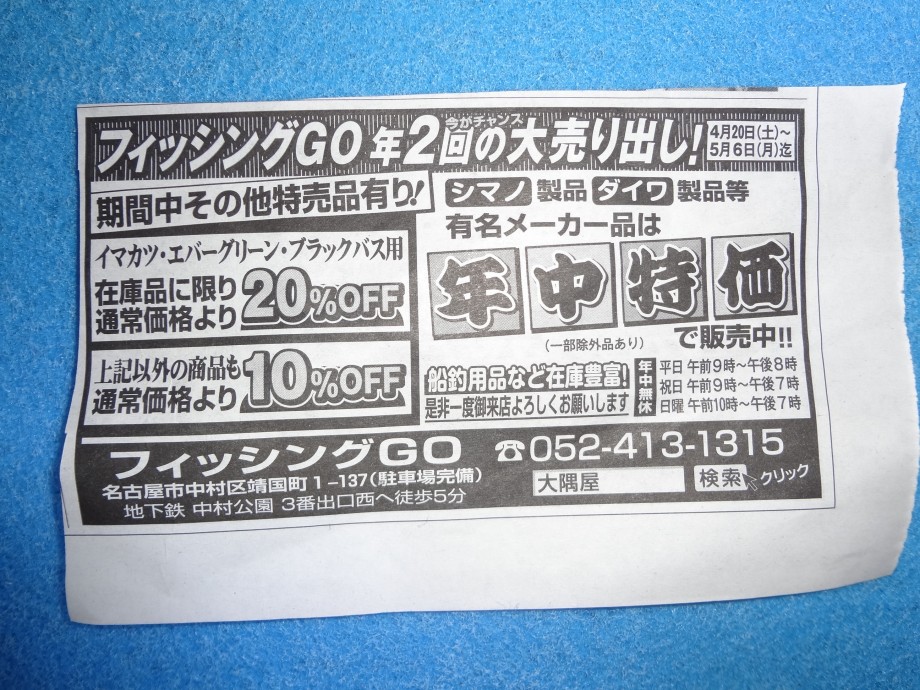 フィッシングGO 年2回の大売り出し!
今がチャンス
4月20日(土)～
5月6日(月)迄
期間中その他特売品有り!
イマカツ・エバーグリーン・ブラックバス用
在庫品に限り
通常価格より
20%OFF
上記以外の商品も
通常価格より
10%OFF
シマノ 製品 ダイワ 製品等
有名メーカー品は
年中特価
(一部除外品あり)
で販売中!!
船釣用品など在庫豊富!
是非一度御来店よろしくお願いします
年中無休
平日 午前9時～午後8時
祝日 午前9時～午後7時
日曜 午前10時～午後7時
フィッシングGO
名古屋市中村区靖国町1-137(駐車場完備)
地下鉄 中村公園 3番出口西へ徒歩5分
☎052-413-1315
大隅屋 検索 クリック